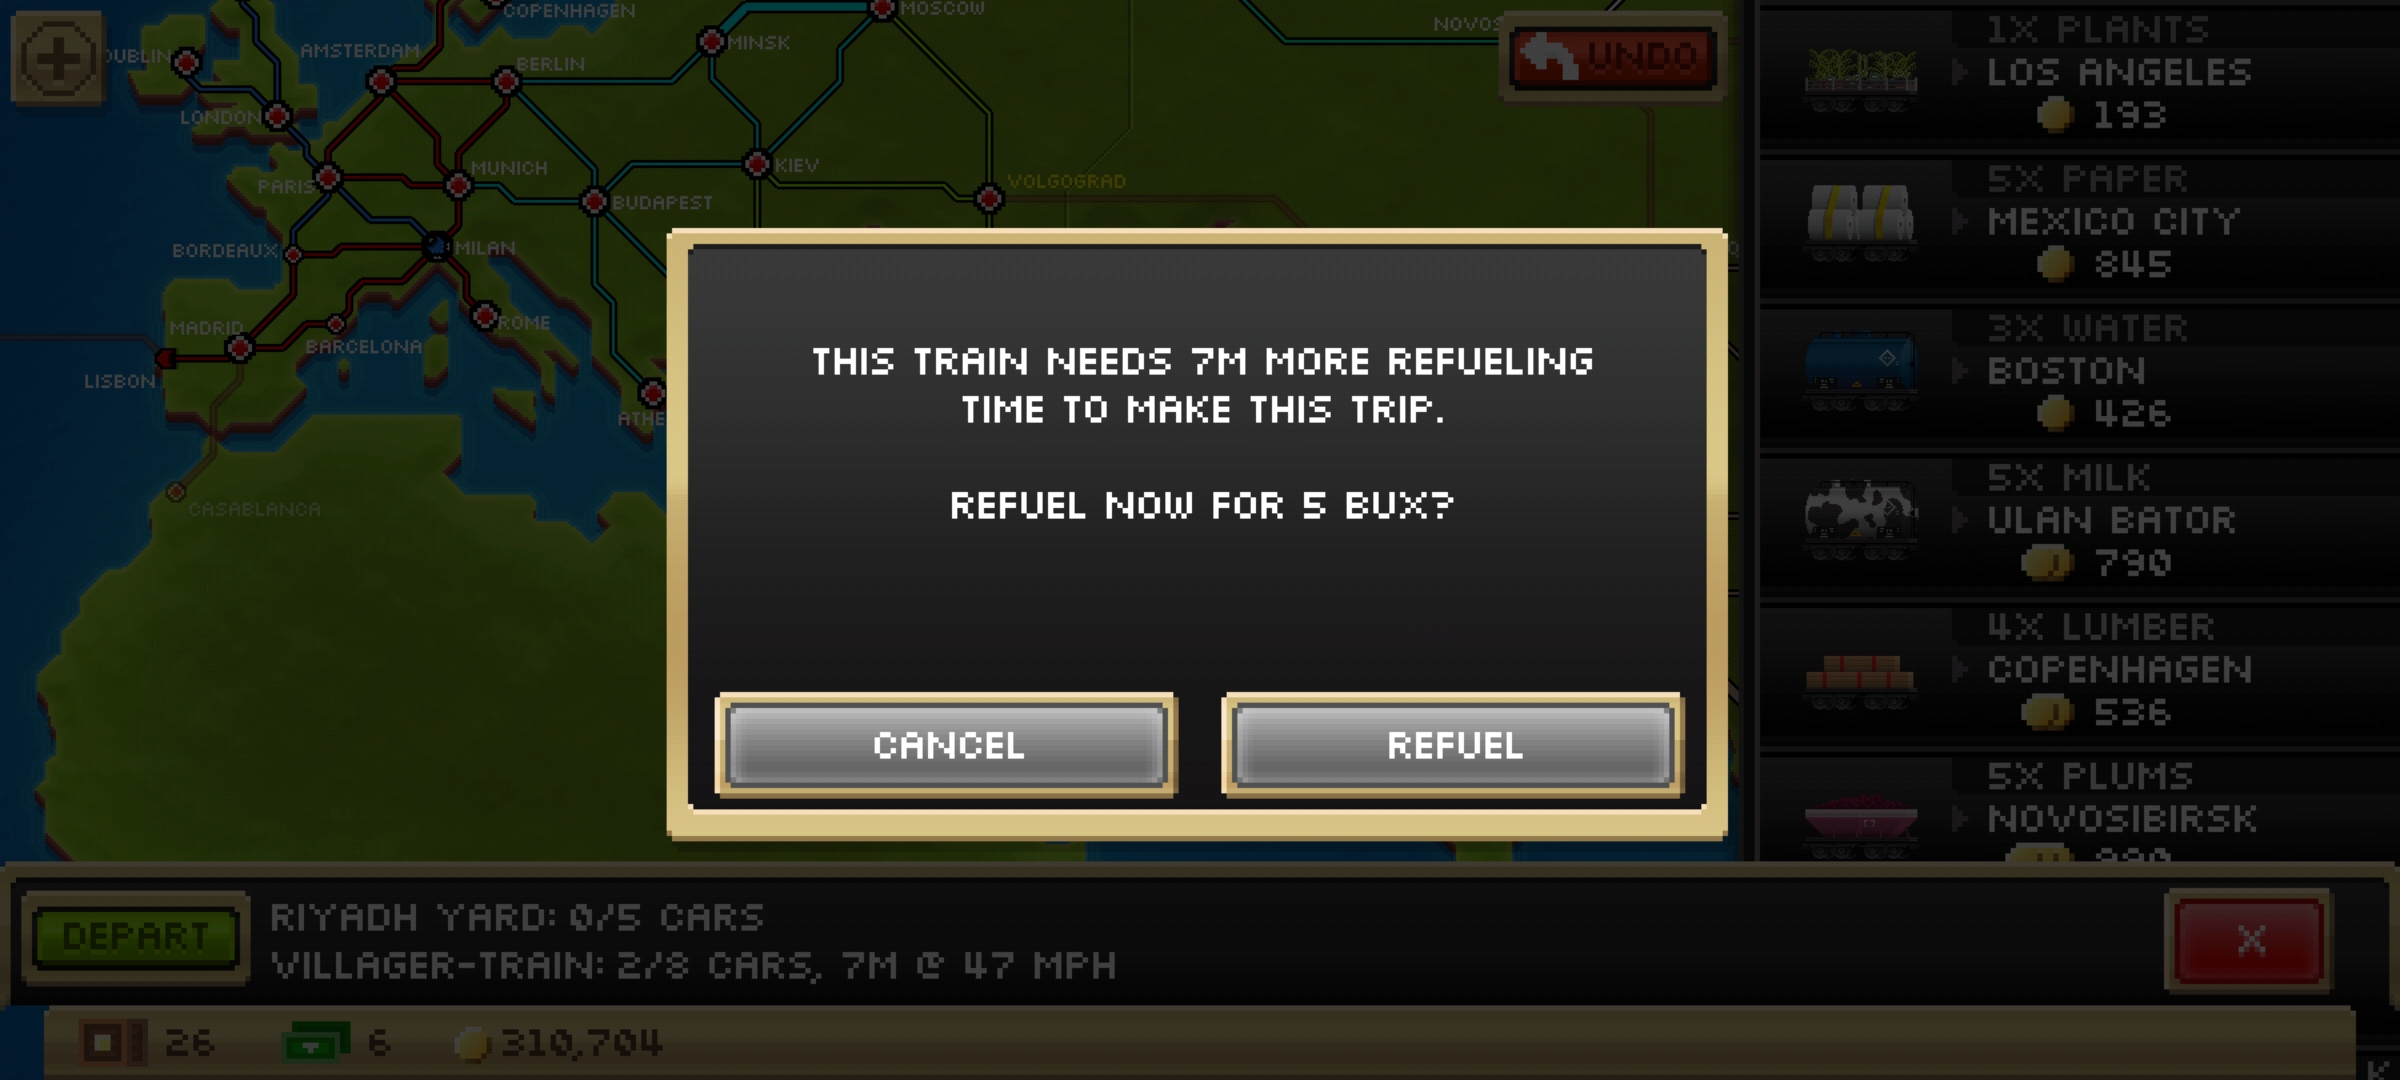 COPENHAGEN
MOSCOW
DUBLIN
AMSTERDAM
MINSK
BERLIN
LONDON
PARIS
MUNICH
KIEV
VOLGOGRAD
BUDAPEST
BORDEAUX
MILAN
MADRID
ROME
BARCELONA
LISBON
ATHE
CASABLANCA
NOVOS
UNDO
1X PLANTS
LOS ANGELES
193
5X PAPER
MEXICO CITY
845
3X WATER
BOSTON
426
5X MILK
ULAN BATOR
790
4X LUMBER
COPENHAGEN
536
5X PLUMS
NOVOSIBIRSK
THIS TRAIN NEEDS 7M MORE REFUELING
TIME TO MAKE THIS TRIP.
REFUEL NOW FOR 5 BUX?
CANCEL
REFUEL
DEPART
RIYADH YARD: 0/5 CARS
VILLAGER-TRAIN: 2/8 CARS, 7M @ 47 MPH
X
26
6
310,704